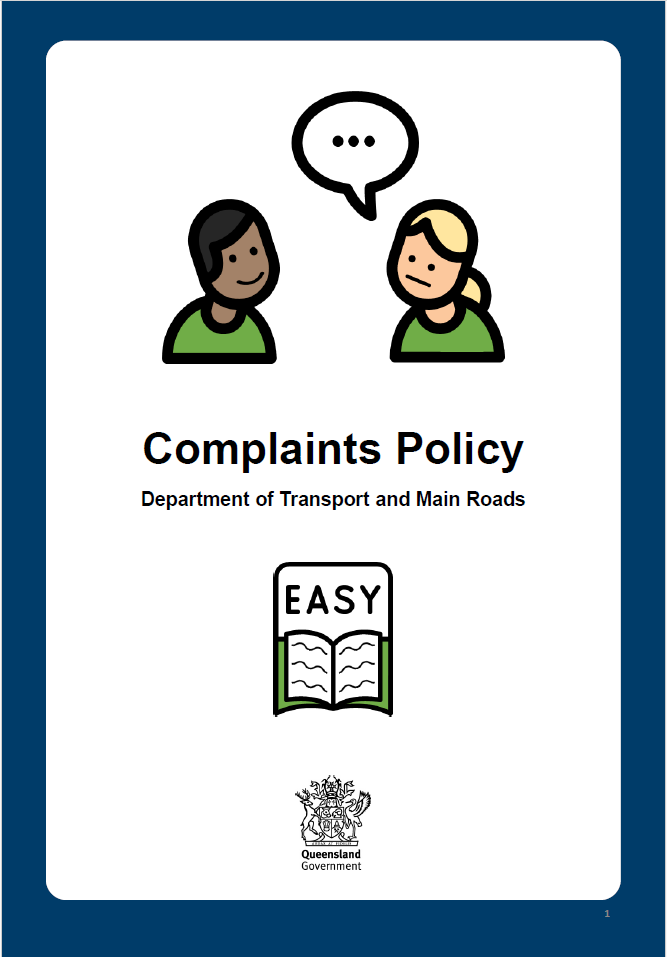 Complaints Policy
Department of Transport and Main Roads
EASY
Queensland
Government
1